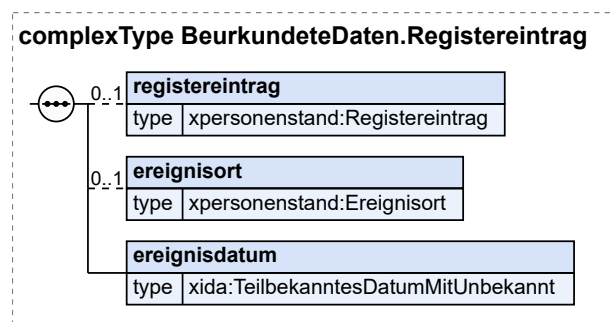 complexType BeurkundeteDaten.Registereintrag
0..1
registereintrag
type xpersonenstand:Registereintrag
0..1
ereignisort
type xpersonenstand:Ereignisort
ereignisdatum
type xida:TeilbekanntesDatumMitUnbekannt